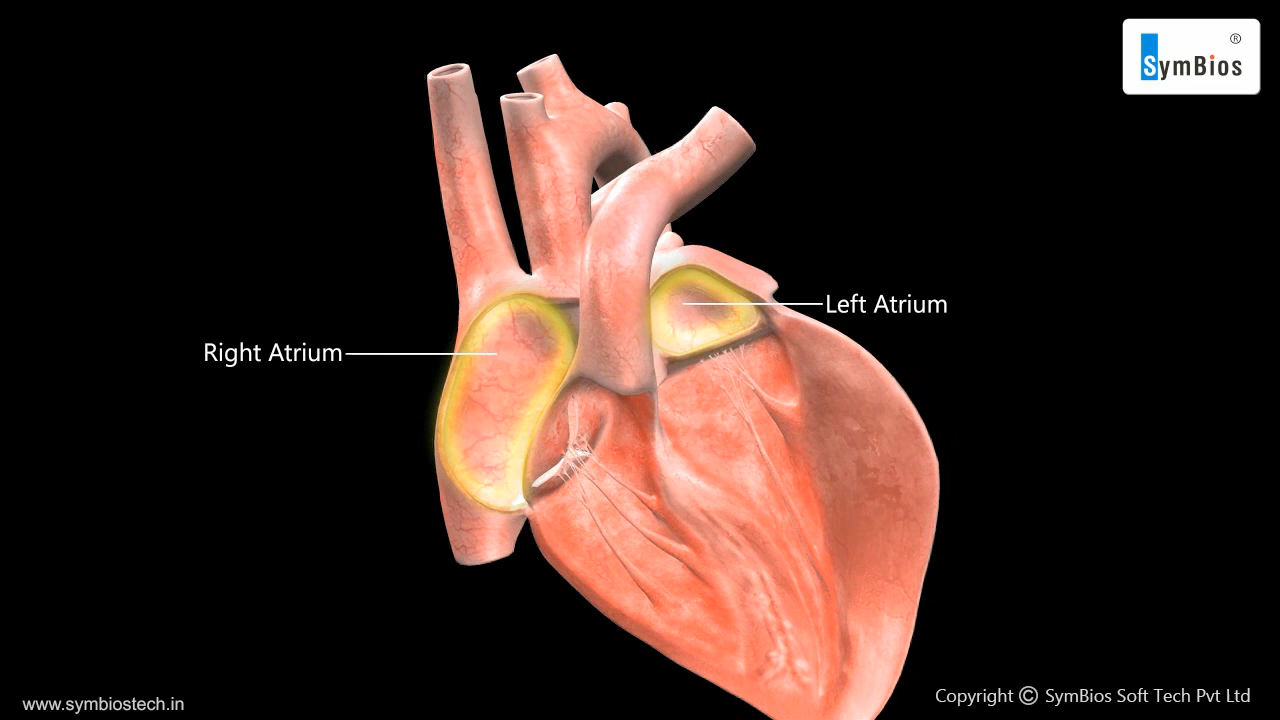 SymBios ®
Left Atrium
Right Atrium
www.symbiostech.in
Copyright © SymBios Soft Tech Pvt Ltd